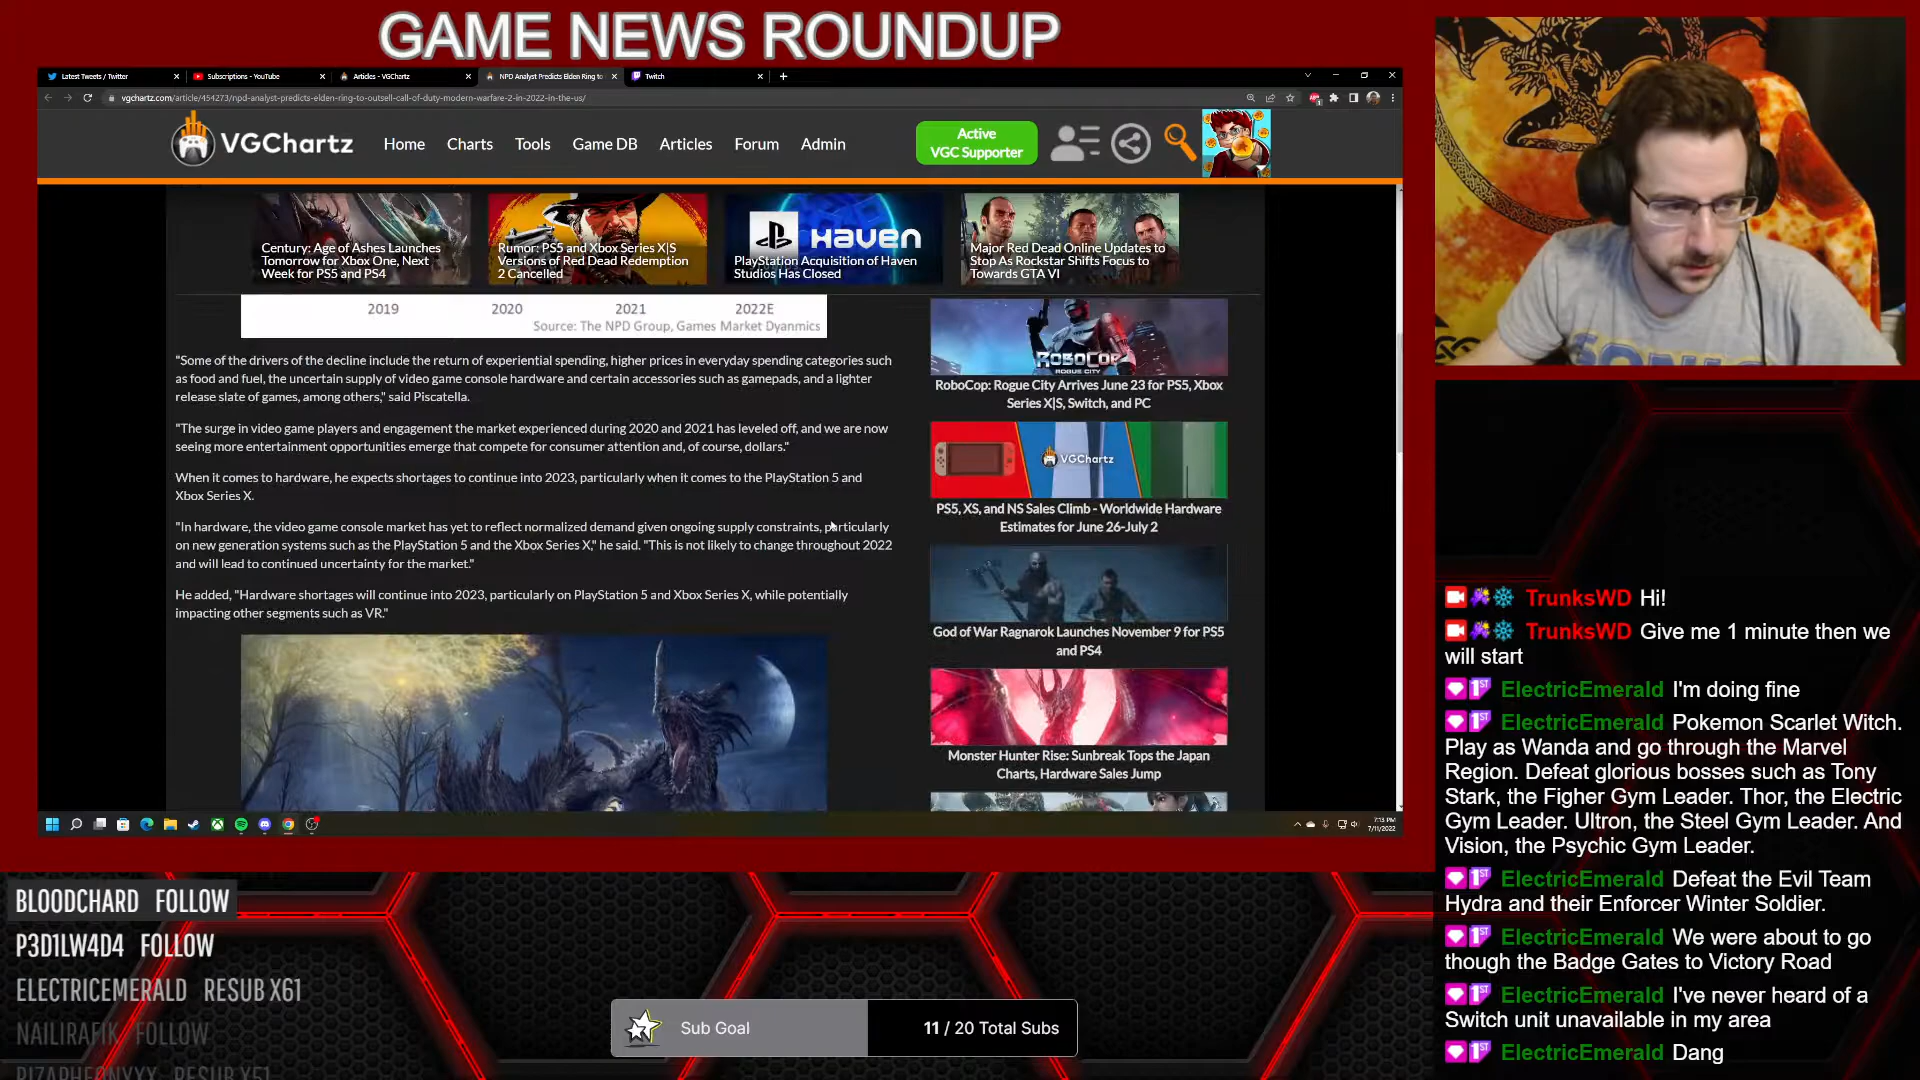 GAME NEWS ROUNDUP
Latest Tweets / Twitter
Subscriptions - YouTube
Articles - VGChartz
NPD Analyst Predicts Elden Ring to
Twitch
vgchartz.com/article/454273/npd-analyst-predicts-elden-ring-to-outsell-call-of-duty-modern-warfare-2-in-2022-in-the-us/
VGChartz
Home
Charts
Tools
Game DB
Articles
Forum
Admin
Active
VGC Supporter
Century: Age of Ashes Launches
Tomorrow for Xbox One, Next
Week for PS5 and PS4
Rumor: PS5 and Xbox Series X|S
Versions of Red Dead Redemption
2 Cancelled
HAVEN
PlayStation Acquisition of Haven
Studios Has Closed
Major Red Dead Online Updates to
Stop As Rockstar Shifts Focus to
Towards GTA VI
2019 2020 2021 2022E
Source: The NPD Group, Games Market Dyanmics
"Some of the drivers of the decline include the return of experiential spending, higher prices in everyday spending categories such
as food and fuel, the uncertain supply of video game console hardware and certain accessories such as gamepads, and a lighter
release slate of games, among others," said Piscatella.
"The surge in video game players and engagement the market experienced during 2020 and 2021 has leveled off, and we are now
seeing more entertainment opportunities emerge that compete for consumer attention and, of course, dollars."
When it comes to hardware, he expects shortages to continue into 2023, particularly when it comes to the PlayStation 5 and
Xbox Series X.
"In hardware, the video game console market has yet to reflect normalized demand given ongoing supply constraints, particularly
on new generation systems such as the PlayStation 5 and the Xbox Series X," he said. "This is not likely to change throughout 2022
and will lead to continued uncertainty for the market."
He added, "Hardware shortages will continue into 2023, particularly on PlayStation 5 and Xbox Series X, while potentially
impacting other segments such as VR."
ROBOCOP
ROGUE CITY
RoboCop: Rogue City Arrives June 23 for PS5, Xbox
Series X|S, Switch, and PC
VGChartz
PS5, XS, and NS Sales Climb - Worldwide Hardware
Estimates for June 26-July 2
God of War Ragnarok Launches November 9 for PS5
and PS4
Monster Hunter Rise: Sunbreak Tops the Japan
Charts, Hardware Sales Jump
7:13 PM
7/11/2022
TrunksWD Hi!
TrunksWD Give me 1 minute then we
will start
1ST ElectricEmerald I'm doing fine
1ST ElectricEmerald Pokemon Scarlet Witch.
Play as Wanda and go through the Marvel
Region. Defeat glorious bosses such as Tony
Stark, the Figher Gym Leader. Thor, the Electric
Gym Leader. Ultron, the Steel Gym Leader. And
Vision, the Psychic Gym Leader.
1ST ElectricEmerald Defeat the Evil Team
Hydra and their Enforcer Winter Soldier.
1ST ElectricEmerald We were about to go
though the Badge Gates to Victory Road
1ST ElectricEmerald I've never heard of a
Switch unit unavailable in my area
1ST ElectricEmerald Dang
BLOODCHARD FOLLOW
P3D1LW4D4 FOLLOW
ELECTRICEMERALD RESUB X61
NAILIRAFIK FOLLOW
Sub Goal
11 / 20 Total Subs